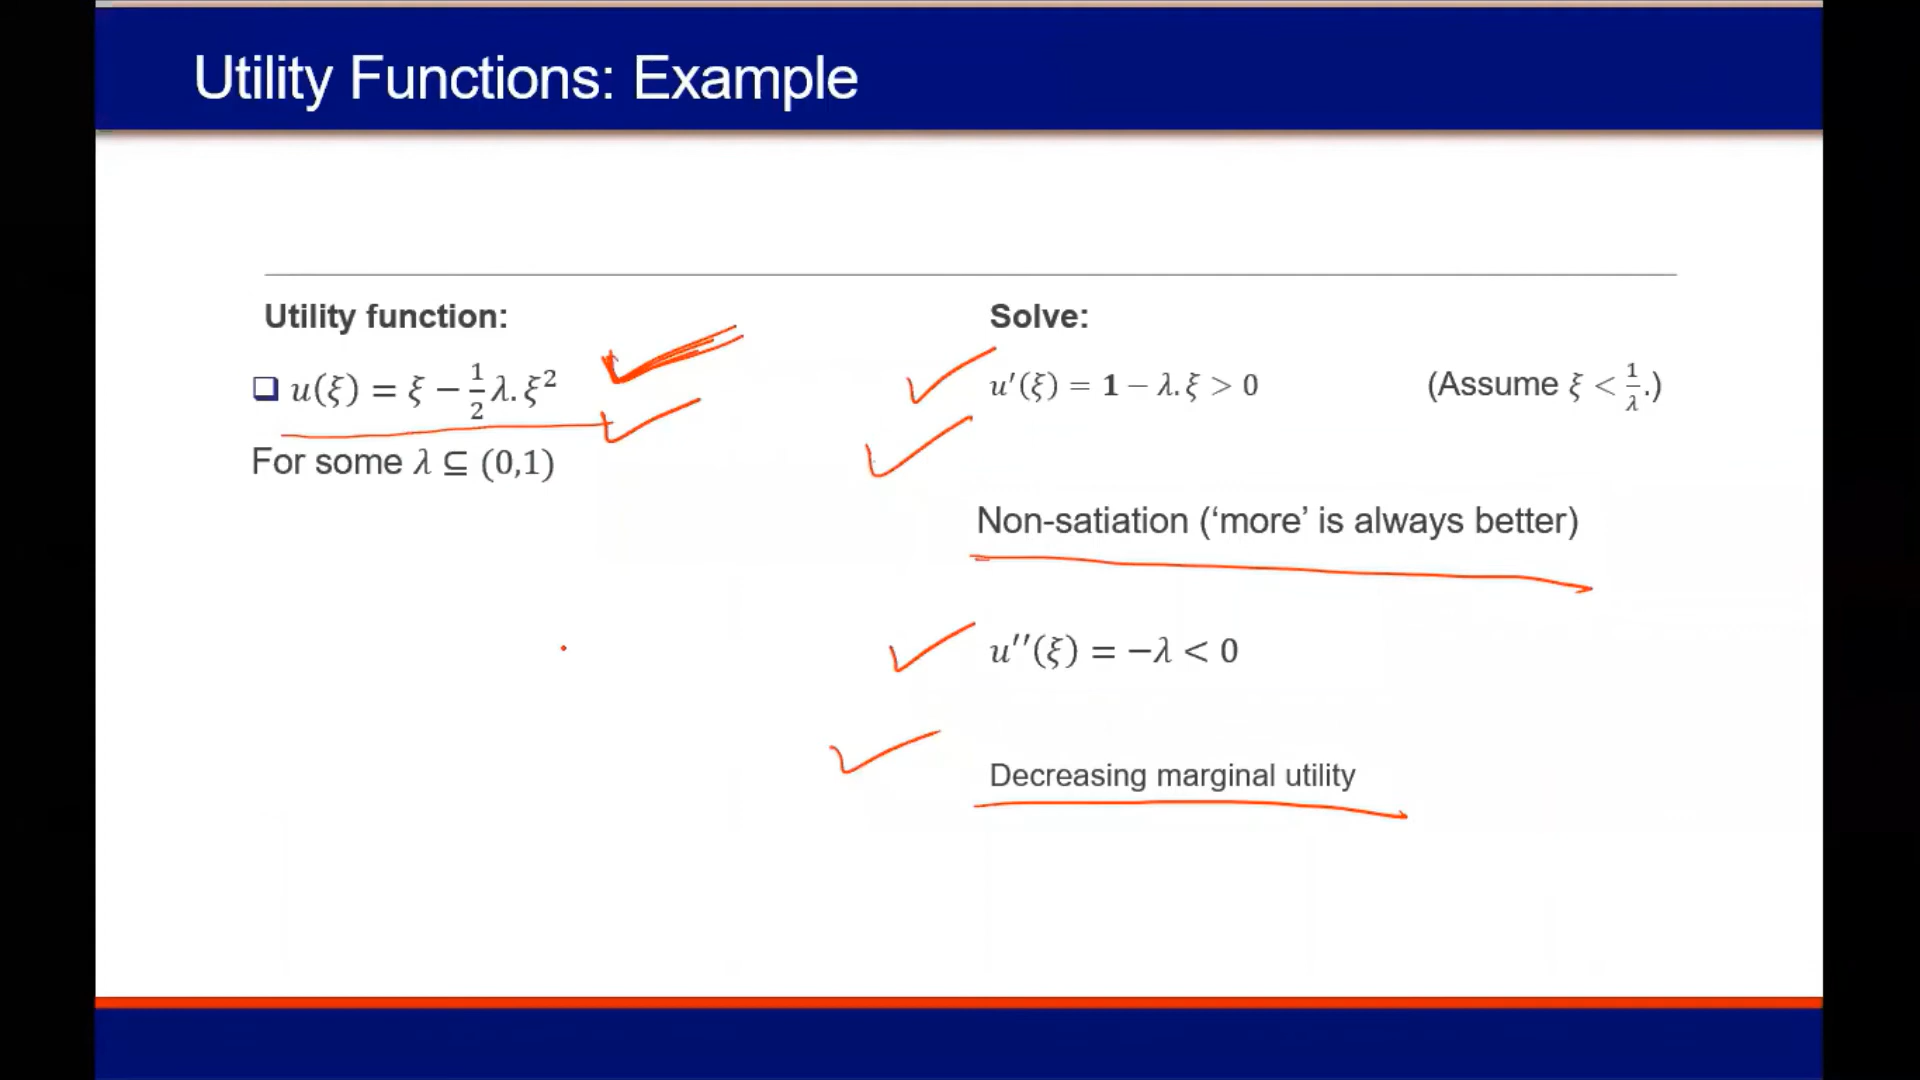 Utility Functions: Example
Utility function:
u(ξ) = ξ − 1/2 λ. ξ²
For some λ ⊆ (0,1)
Solve:
u′(ξ) = 1 − λ. ξ > 0 (Assume ξ < 1/λ.)
Non-satiation (‘more’ is always better)
u′′(ξ) = −λ < 0
Decreasing marginal utility